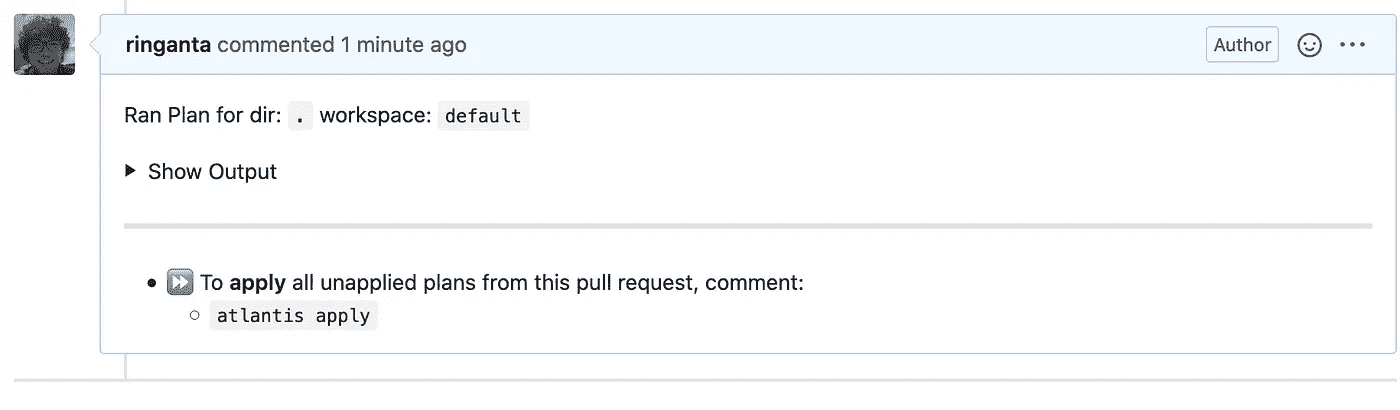 ringanta commented 1 minute ago Author
Ran Plan for dir: . workspace: default
Show Output
To apply all unapplied plans from this pull request, comment:
atlantis apply